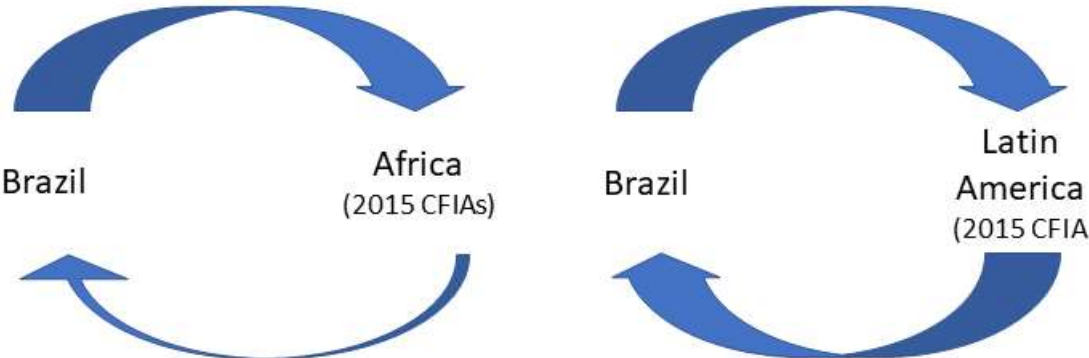 Brazil
Africa
(2015 CFIAs)
Brazil
Latin
America
(2015 CFIA